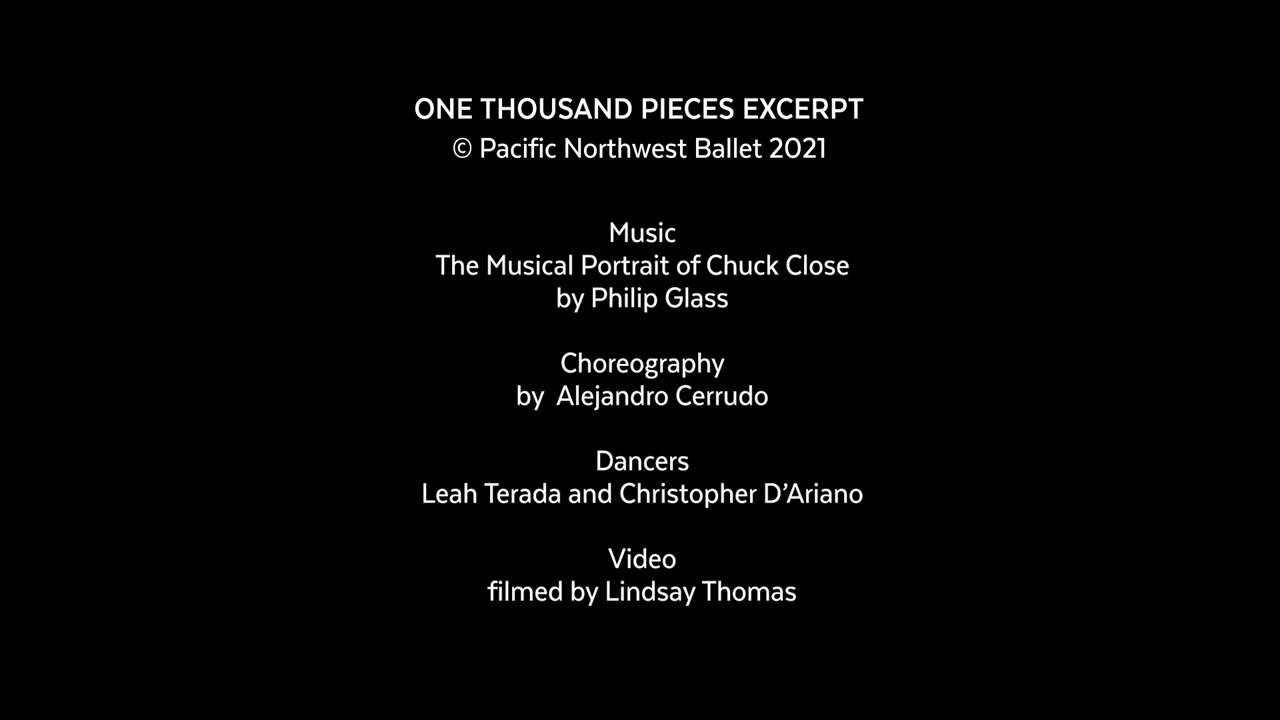 ONE THOUSAND PIECES EXCERPT
© Pacific Northwest Ballet 2021
Music
The Musical Portrait of Chuck Close
by Philip Glass
Choreography
by  Alejandro Cerrudo
Dancers
Leah Terada and Christopher D’Ariano
Video
filmed by Lindsay Thomas